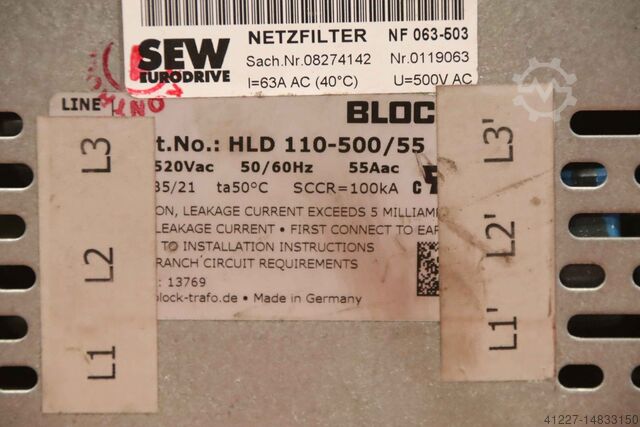 SEW
EURODRIVE
NETZFILTER NF 063-503
Sach.Nr.08274142 Nr.0119063
I=63A AC (40°C) U=500V AC
LINE
BLOC
t.No.: HLD 110-500/55
520Vac 50/60Hz 55Aac
35/21 ta50°C SCCR=100kA
ON, LEAKAGE CURRENT EXCEEDS 5 MILLIAM
LEAKAGE CURRENT • FIRST CONNECT TO EAR
TO INSTALLATION INSTRUCTIONS
RANCH CIRCUIT REQUIREMENTS
: 13769
lock-trafo.de • Made in Germany
L3
L2
L1
L3'
L2'
L1'
41227-14833150